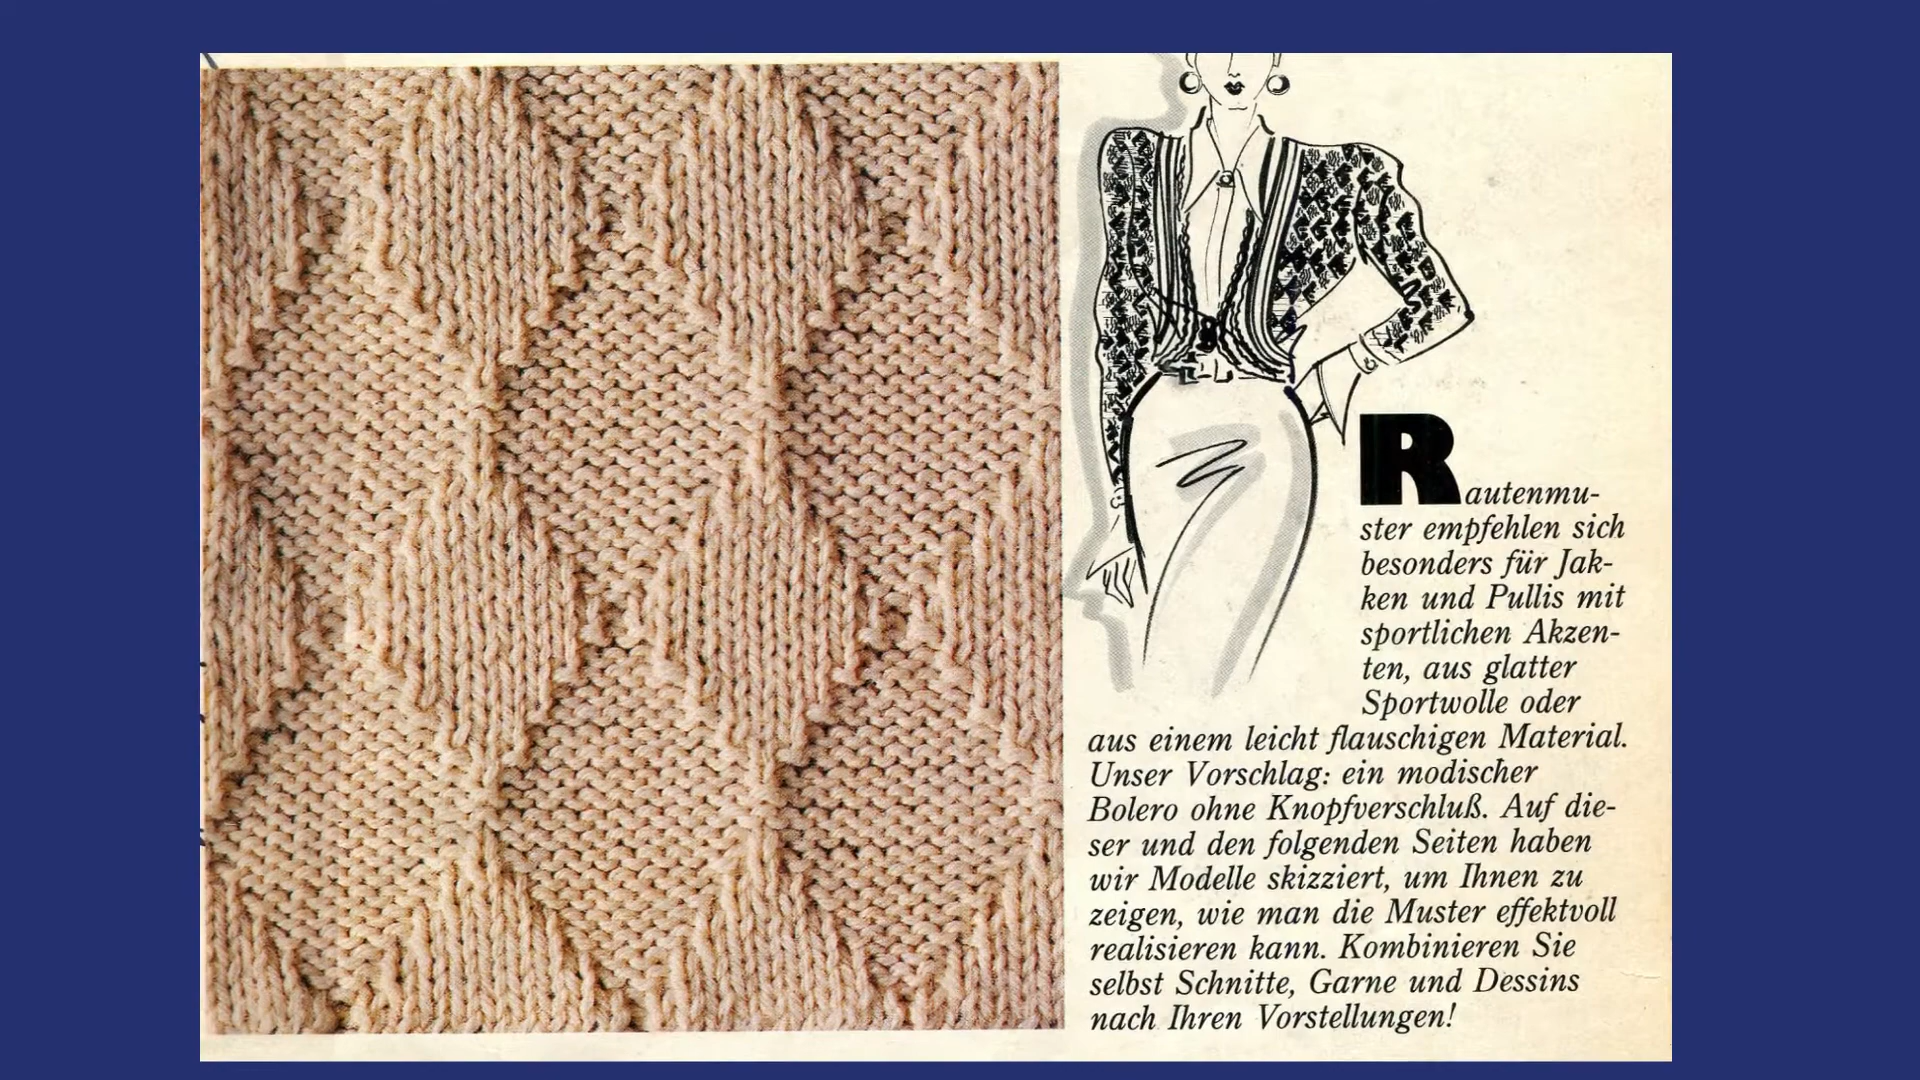 Rautenmu-
ster empfehlen sich
besonders für Jak-
ken und Pullis mit
sportlichen Akzen-
ten, aus glatter
Sportwolle oder
aus einem leicht flauschigen Material.
Unser Vorschlag: ein modischer
Bolero ohne Knopfverschluß. Auf die-
ser und den folgenden Seiten haben
wir Modelle skizziert, um Ihnen zu
zeigen, wie man die Muster effektvoll
realisieren kann. Kombinieren Sie
selbst Schnitte, Garne und Dessins
nach Ihren Vorstellungen!